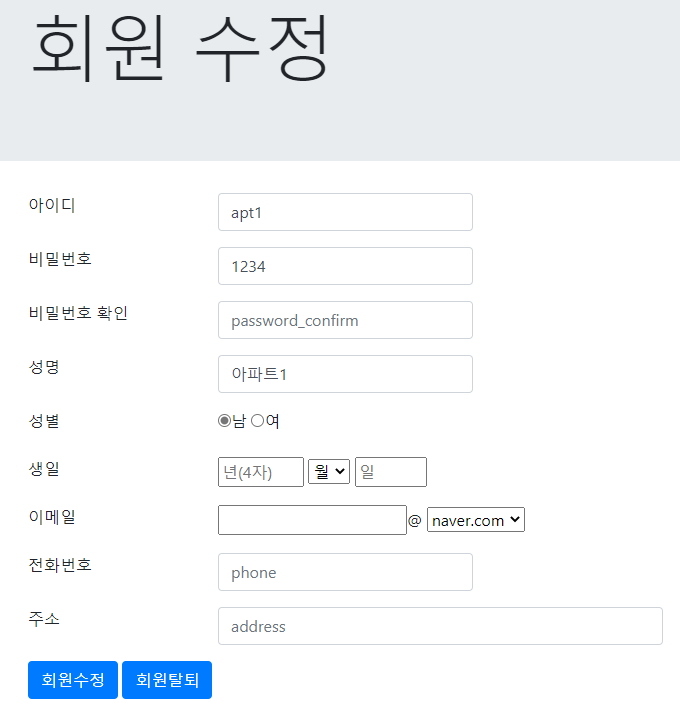 회원 수정
아이디 apt1
비밀번호 1234
비밀번호 확인 password_confirm
성명 아파트1
성별 남 여
생일 년(4자) 월 일
이메일 @ naver.com
전화번호 phone
주소 address
회원수정 회원탈퇴